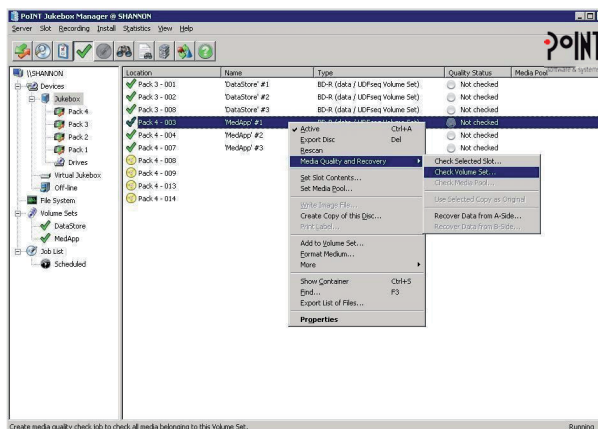 PoINT Jukebox Manager @ SHANNON
Server Slot Recording Install Statistics View Help
PoINT
Software & systems
\\SHANNON
Devices
Jukebox
Pack 4
Pack 3
Pack 2
Pack 1
Drives
Virtual Jukebox
Off-line
File System
Volume Sets
DataStore
MedApp
Job List
Scheduled
Location Name Type Quality Status Media Pool
Pack 3 - 001 'DataStore' #1 BD-R (data / UDFseq Volume Set) Not checked
Pack 3 - 002 'DataStore' #2 BD-R (data / UDFseq Volume Set) Not checked
Pack 3 - 008 'DataStore' #3 BD-R (data / UDFseq Volume Set) Not checked
Pack 4 - 003 'MedApp' #1 BD-R (data / UDFseq Volume Set) Not checked
Pack 4 - 004 'MedApp' #2 Not checked
Pack 4 - 007 'MedApp' #3 Not checked
Pack 4 - 008
Pack 4 - 009
Pack 4 - 013
Pack 4 - 014
Active Ctrl+A
Export Disc Del
Rescan
Media Quality and Recovery
Set Slot Contents...
Set Media Pool...
Write Image File...
Create Copy of this Disc...
Print Label...
Add to Volume Set...
Format Medium...
More
Show Container Ctrl+S
Find... F3
Export List of Files...
Properties
Check Selected Slot...
Check Volume Set...
Check Media Pool...
Use Selected Copy as Original
Recover Data from A-Side...
Recover Data from B-Side...
Create media quality check job to check all media belonging to this Volume Set. Running